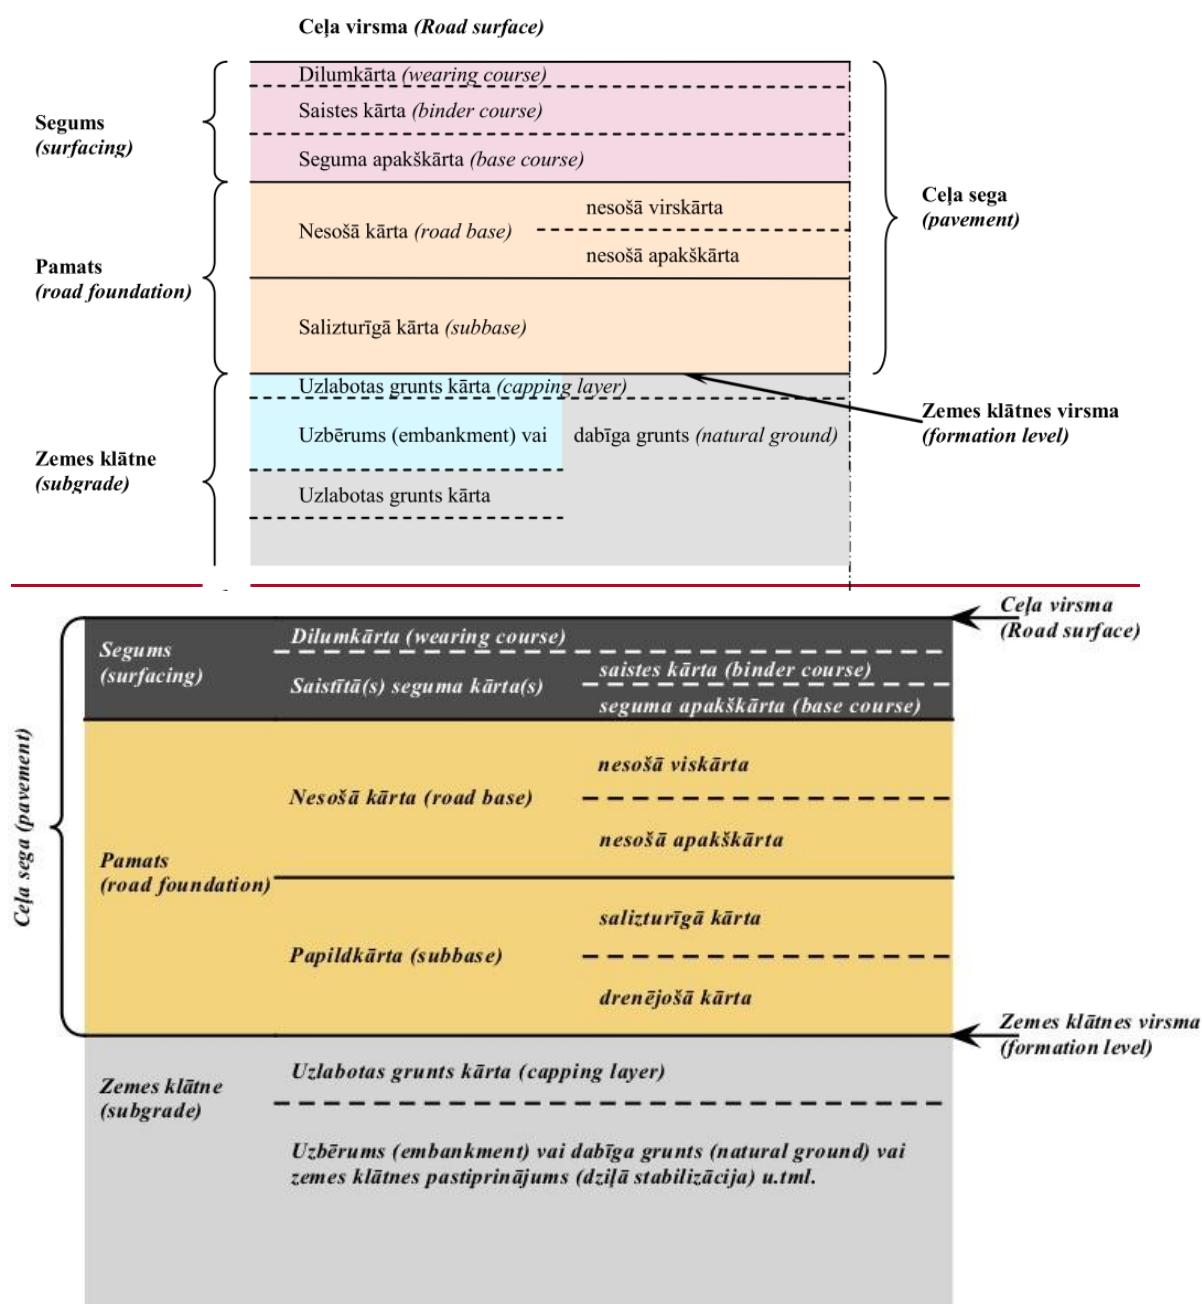 Ceļa virsma (Road surface)
Dilumkārta (wearing course)
Saistes kārta (binder course)
Segums
(surfacing)
Seguma apakškārta (base course)
nesošā virskārta
Ceļa sega
(pavement)
Nesošā kārta (road base)
nesošā apakškārta
Pamats
(road foundation)
Salizturīgā kārta (subbase)
Uzlabotas grunts kārta (capping layer)
Zemes klātnes virsma
(formation level)
Uzbērums (embankment) vai dabīga grunts (natural ground)
Zemes klātne
(subgrade)
Uzlabotas grunts kārta
Ceļa virsma
(Road surface)
Segums
(surfacing)
Dilumkārta (wearing course)
Saistītā(s) seguma kārta(s)
saistes kārta (binder course)
seguma apakškārta (base course)
Ceļa sega (pavement)
nesošā viskārta
Nesošā kārta (road base)
nesošā apakškārta
Pamats
(road foundation)
salizturīgā kārta
Papildkārta (subbase)
drenējošā kārta
Zemes klātnes virsma
(formation level)
Zemes klātne
(subgrade)
Uzlabotas grunts kārta (capping layer)
Uzbērums (embankment) vai dabīga grunts (natural ground) vai
zemes klātnes pastiprinājums (dziļā stabilizācija) u.tml.